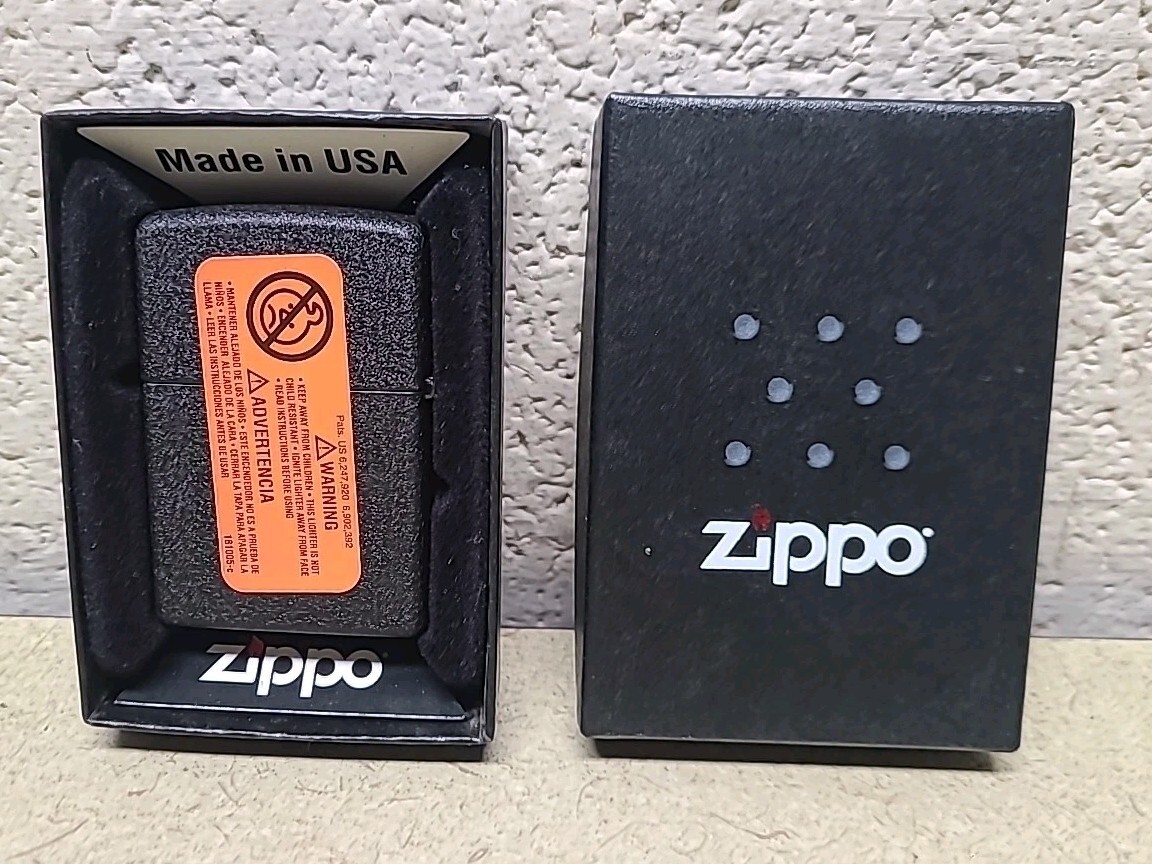 Made in USA
Pats. US 6,247,920 6,902,392
⚠ WARNING
• KEEP AWAY FROM CHILDREN • THIS LIGHTER IS NOT
CHILD RESISTANT • IGNITE LIGHTER AWAY FROM FACE
• READ INSTRUCTIONS BEFORE USING
⚠ ADVERTENCIA
• MANTENER ALEJADO DE LOS NIÑOS • ESTE ENCENDEDOR NO ES A PRUEBA DE
NIÑOS • ENCENDER ALEJADO DE LA CARA • CERRAR LA TAPA PARA APAGAR LA
LLAMA • LEER LAS INSTRUCCIONES ANTES DE USAR
181005-c
zippo
zippo